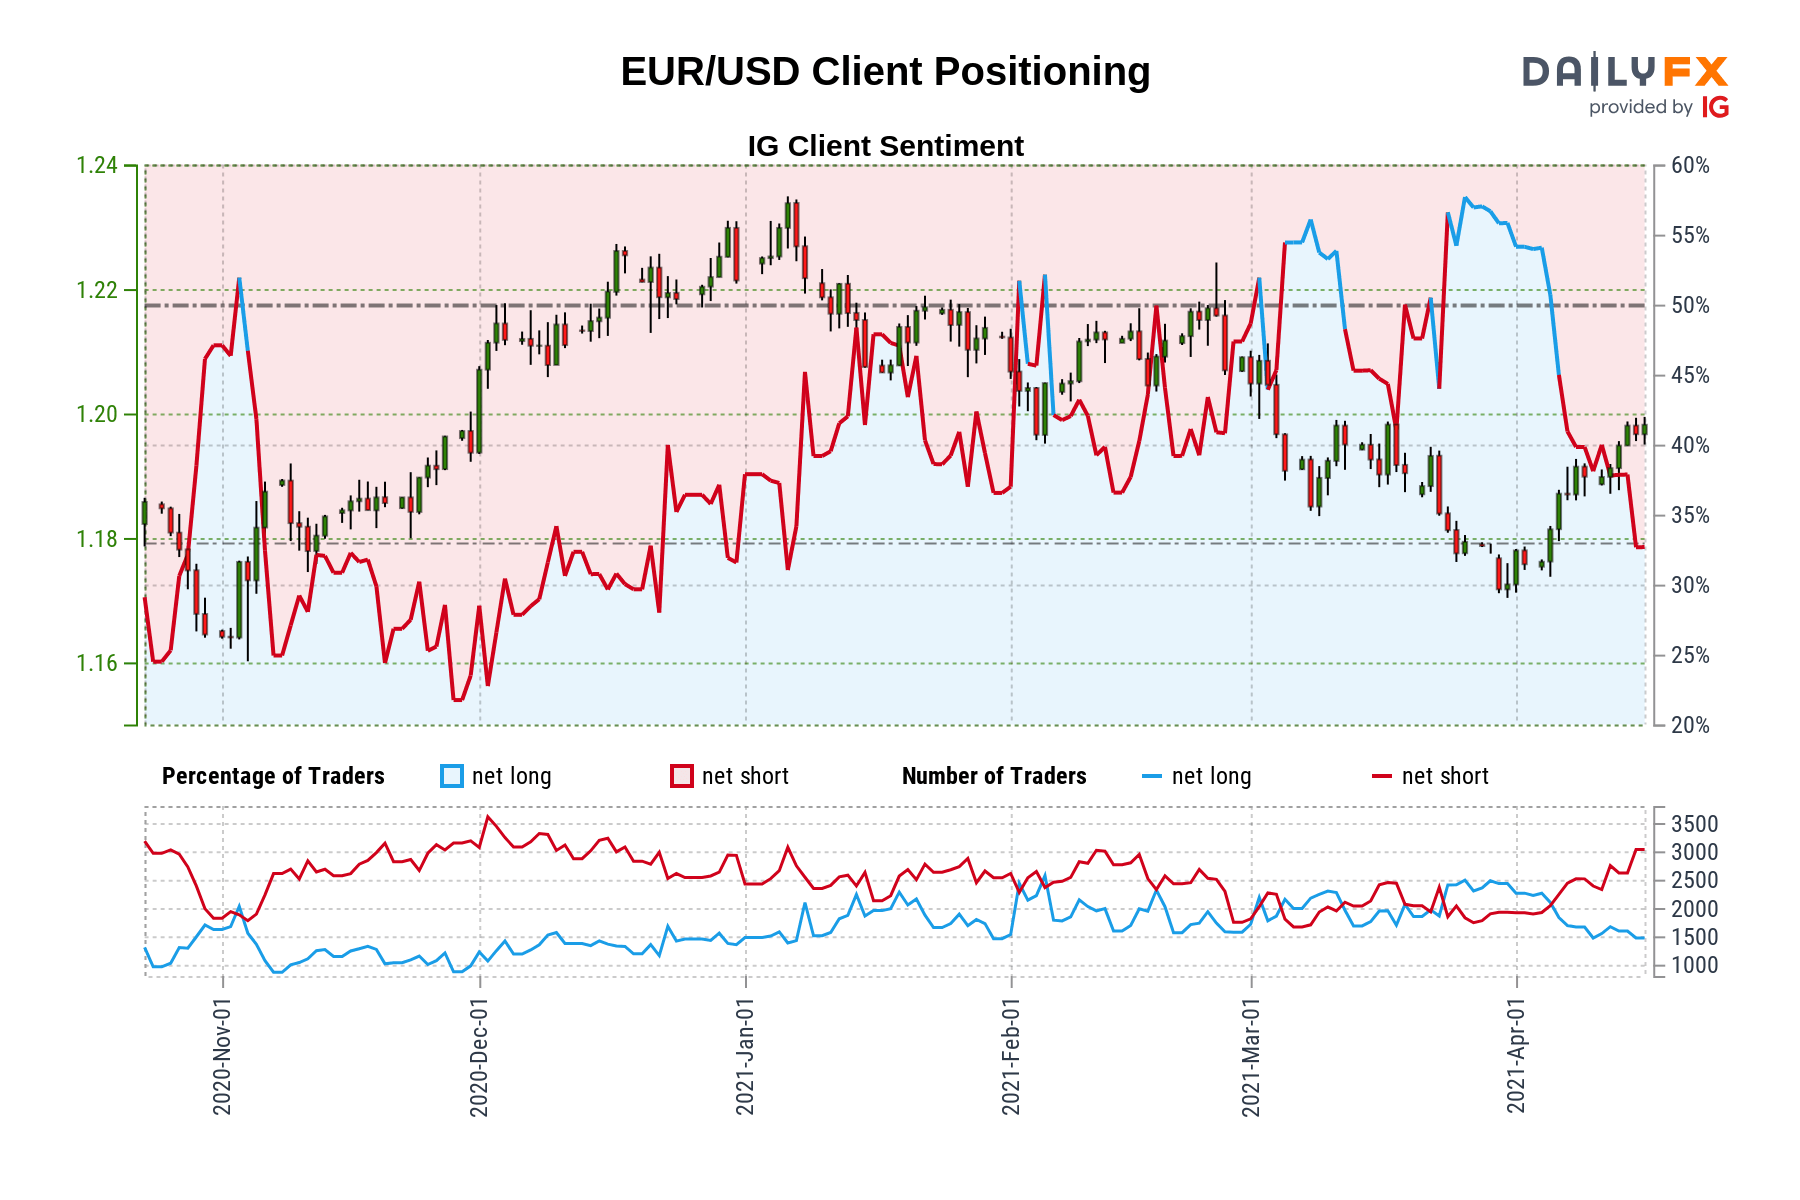 EUR/USD Client Positioning
DAILYFX
provided by IG
IG Client Sentiment
1.24
1.22
1.20
1.18
1.16
60%
55%
50%
45%
40%
35%
30%
25%
20%
Percentage of Traders net long net short Number of Traders net long net short
3500
3000
2500
2000
1500
1000
2020-Nov-01
2020-Dec-01
2021-Jan-01
2021-Feb-01
2021-Mar-01
2021-Apr-01